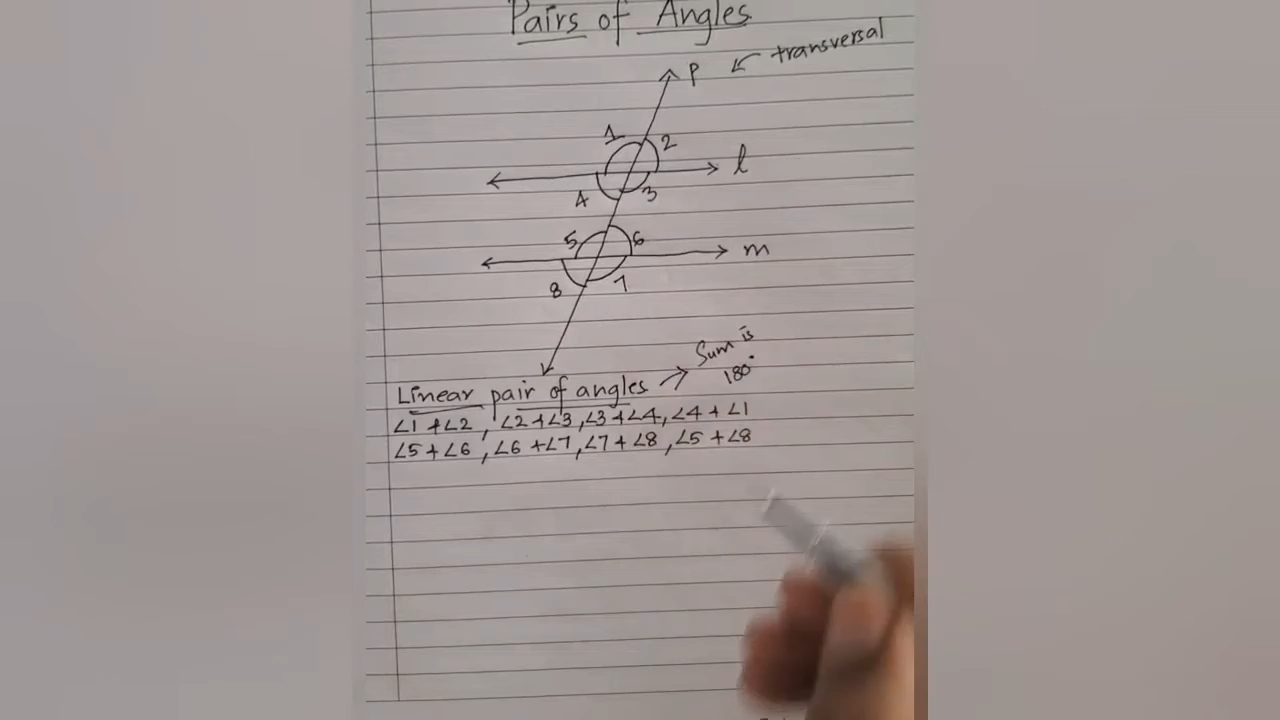 Pairs of Angles
p ↙ transversal
1 2
l
4 3
5 6
m
8 7
Linear pair of angles → Sum is 180°
∠1 + ∠2 , ∠2 + ∠3 , ∠3 + ∠4 , ∠4 + ∠1
∠5 + ∠6 , ∠6 + ∠7 , ∠7 + ∠8 , ∠5 + ∠8